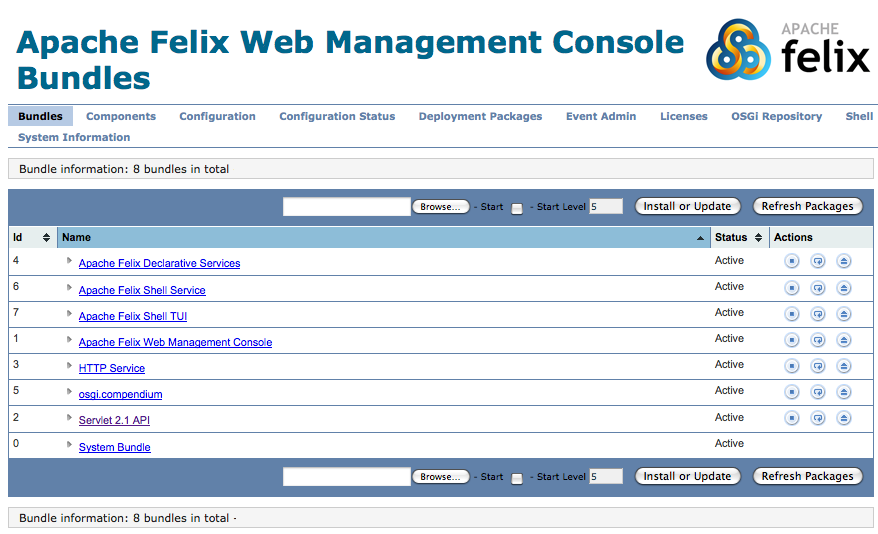 Apache Felix Web Management Console
Bundles
APACHE
felix
Bundles Components Configuration Configuration Status Deployment Packages Event Admin Licenses OSGi Repository Shell
System Information
Bundle information: 8 bundles in total
Browse... - Start - Start Level 5 Install or Update Refresh Packages
Id Name Status Actions
4 Apache Felix Declarative Services Active
6 Apache Felix Shell Service Active
7 Apache Felix Shell TUI Active
1 Apache Felix Web Management Console Active
3 HTTP Service Active
5 osgi.compendium Active
2 Servlet 2.1 API Active
0 System Bundle Active
Browse... - Start - Start Level 5 Install or Update Refresh Packages
Bundle information: 8 bundles in total -